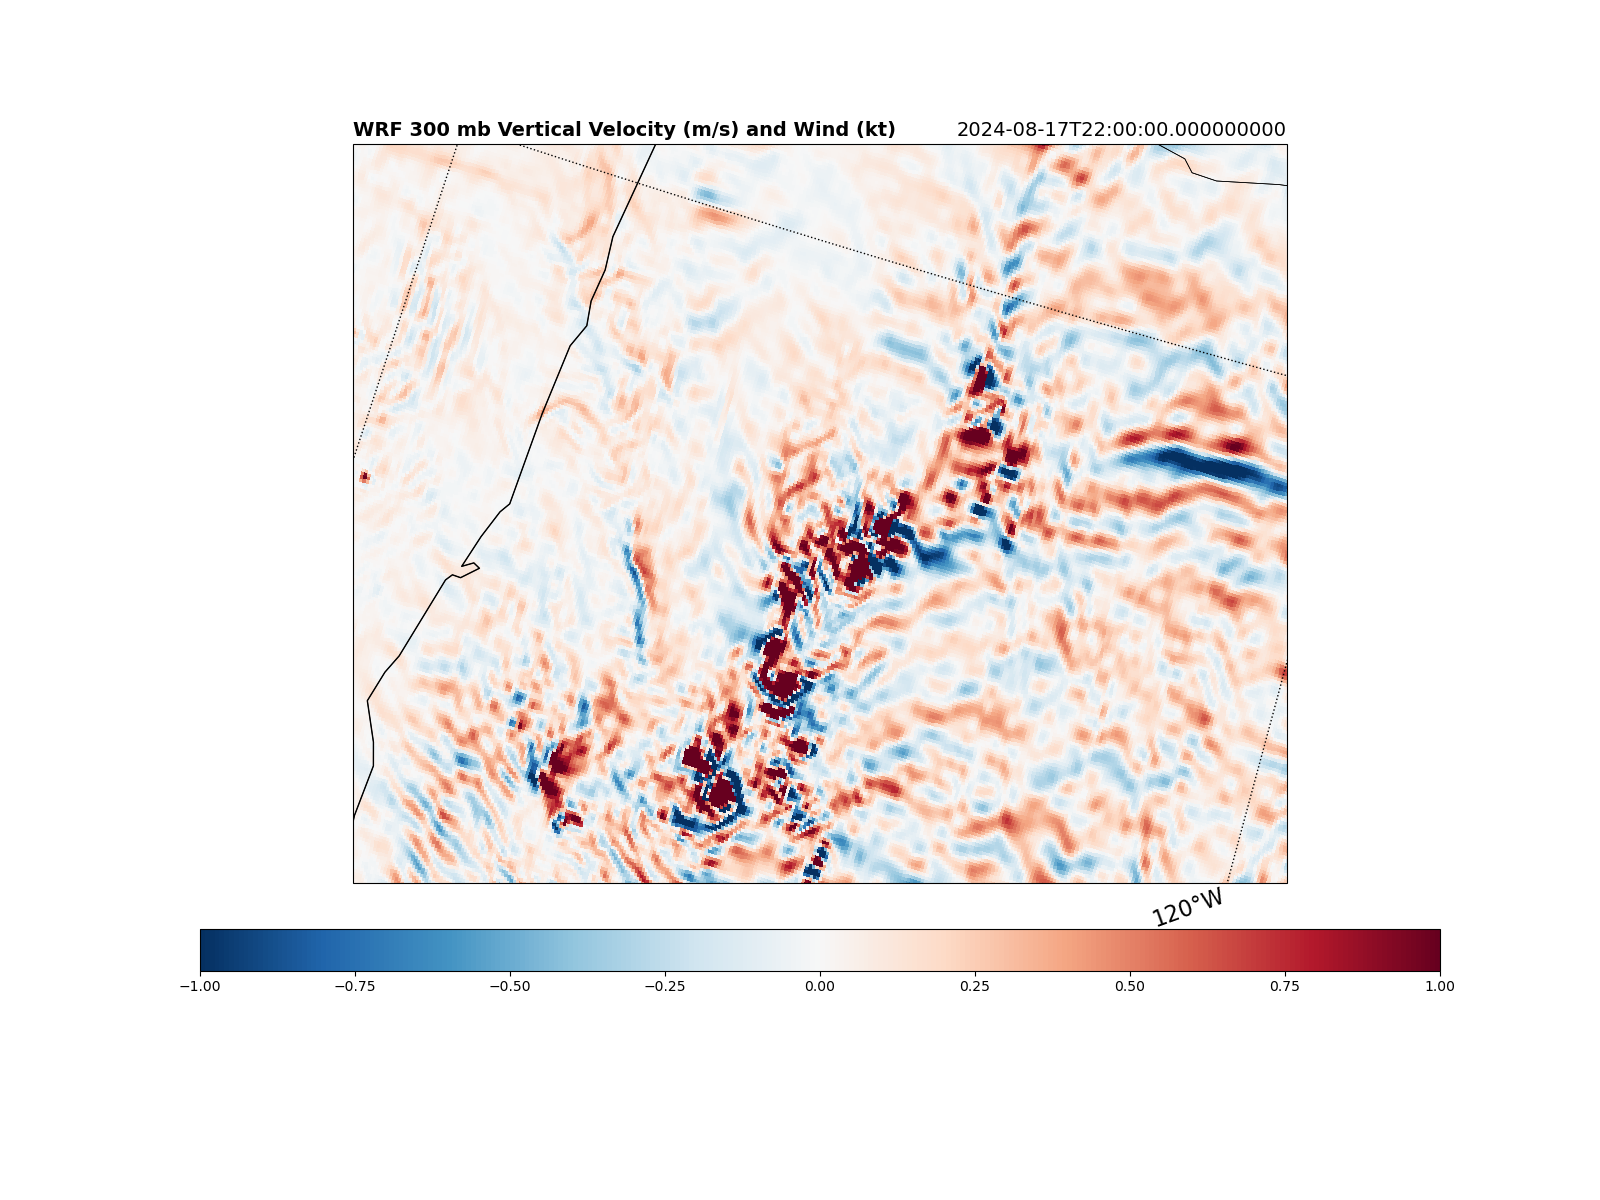 WRF 300 mb Vertical Velocity (m/s) and Wind (kt) 2024-08-17T22:00:00.000000000
120°W
−1.00 −0.75 −0.50 −0.25 0.00 0.25 0.50 0.75 1.00